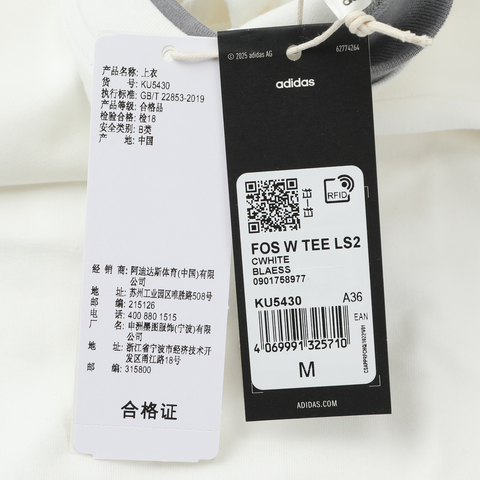 产品名称: 上衣
货 号: KU5430
执行标准: GB/T 22853-2019
产品等级: 合格品
检验合格: 检18
安全类别: B类
产 地: 中国
经 销 商: 阿迪达斯体育(中国)有限
公司
地 址: 苏州工业园区唯胜路508号
邮 编: 215126
电 话: 400 880 1515
厂 名: 申洲墨图服饰(宁波)有限
公司
地 址: 浙江省宁波市经济技术开
发区甬江路18号
邮 编: 315800
合格证
© 2025 adidas AG
62774264
adidas
RFID
FOS W TEE LS2
CWHITE
BLAESS
0901758977
KU5430 A36
EAN
4 069991 325710
M
ADIDAS.COM